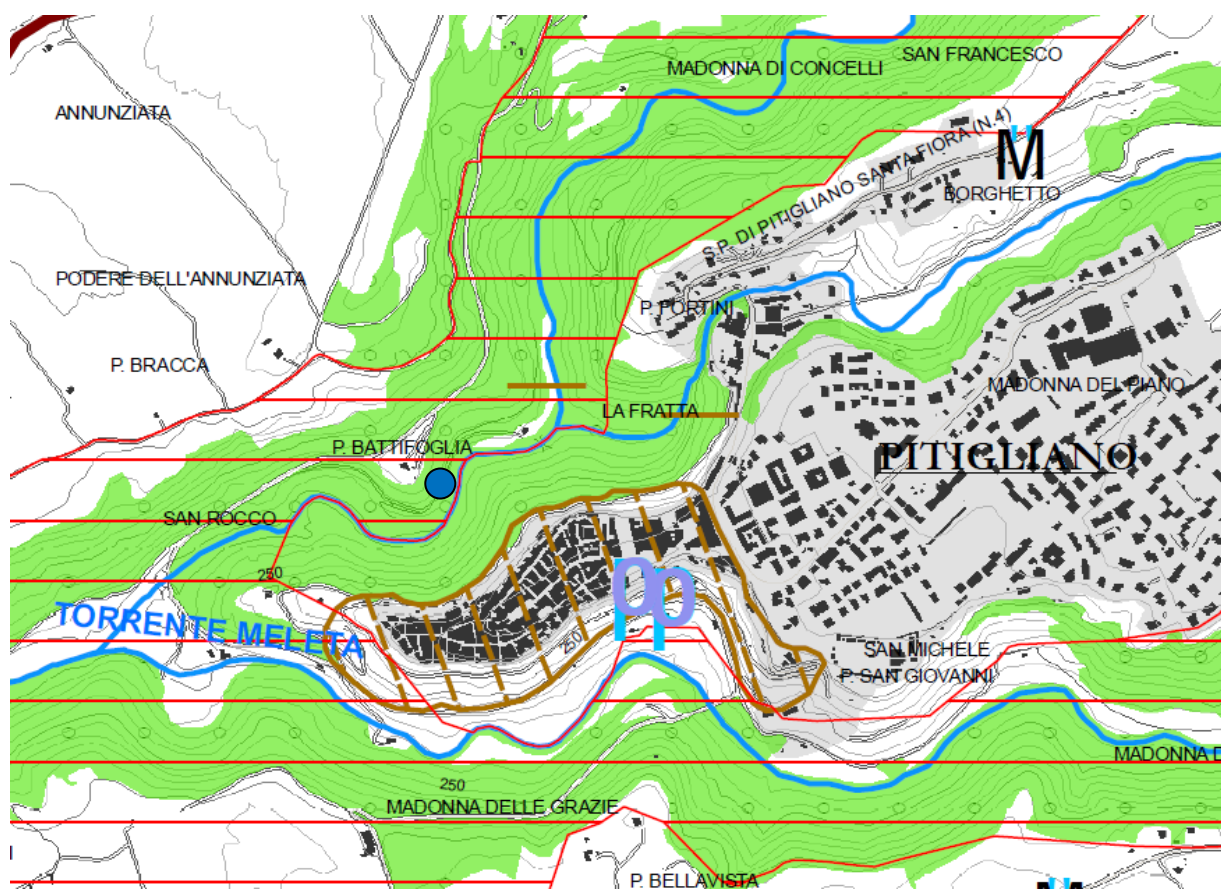 SAN FRANCESCO
MADONNA DI CONCELLI
ANNUNZIATA
S.P. DI PITIGLIANO SANTA FIORA (N.4)
M
BORGHETTO
PODERE DELL'ANNUNZIATA
P. PORTINI
P. BRACCA
MADONNA DEL PIANO
LA FRATTA
P. BATTIFOGLIA
PITIGLIANO
SAN ROCCO
250
TORRENTE MELETA
250
SAN MICHELE
P. SAN GIOVANNI
MADONNA D
250
MADONNA DELLE GRAZIE
P. BELLAVISTA